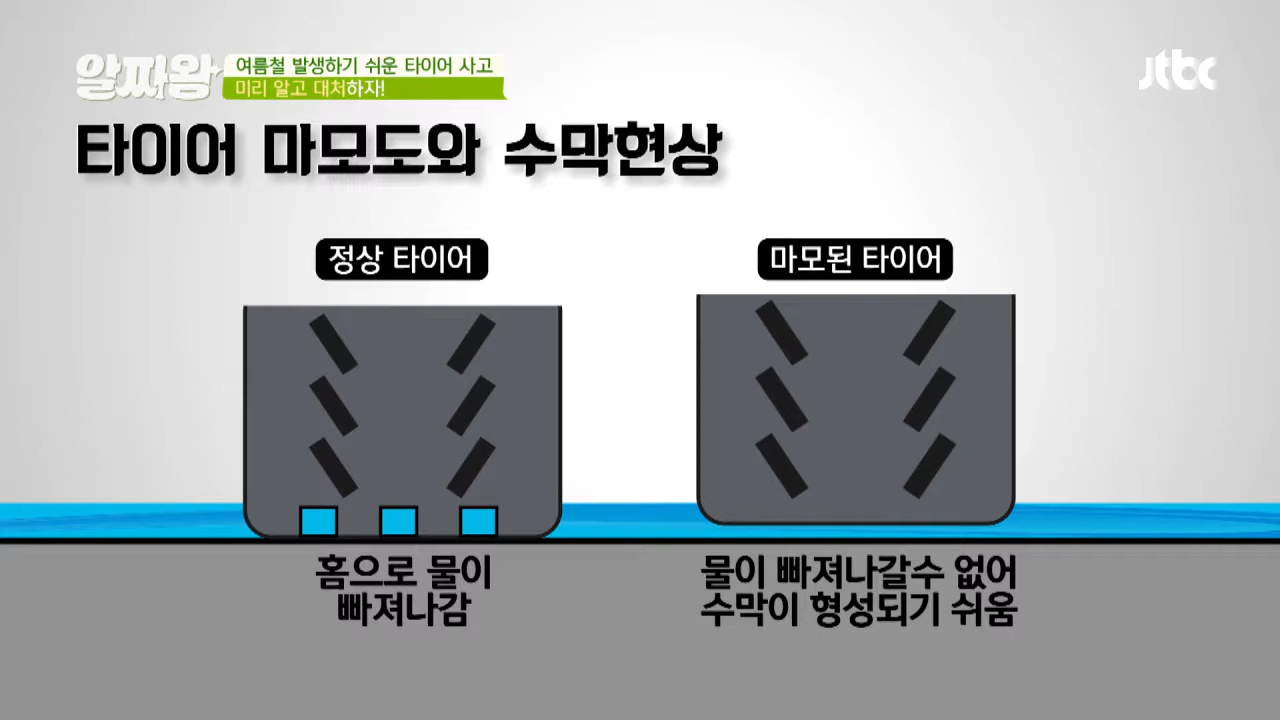 알짜왕
여름철 발생하기 쉬운 타이어 사고
미리 알고 대처하자!
jtbc
타이어 마모도와 수막현상
정상 타이어
마모된 타이어
홈으로 물이
빠져나감
물이 빠져나갈수 없어
수막이 형성되기 쉬움